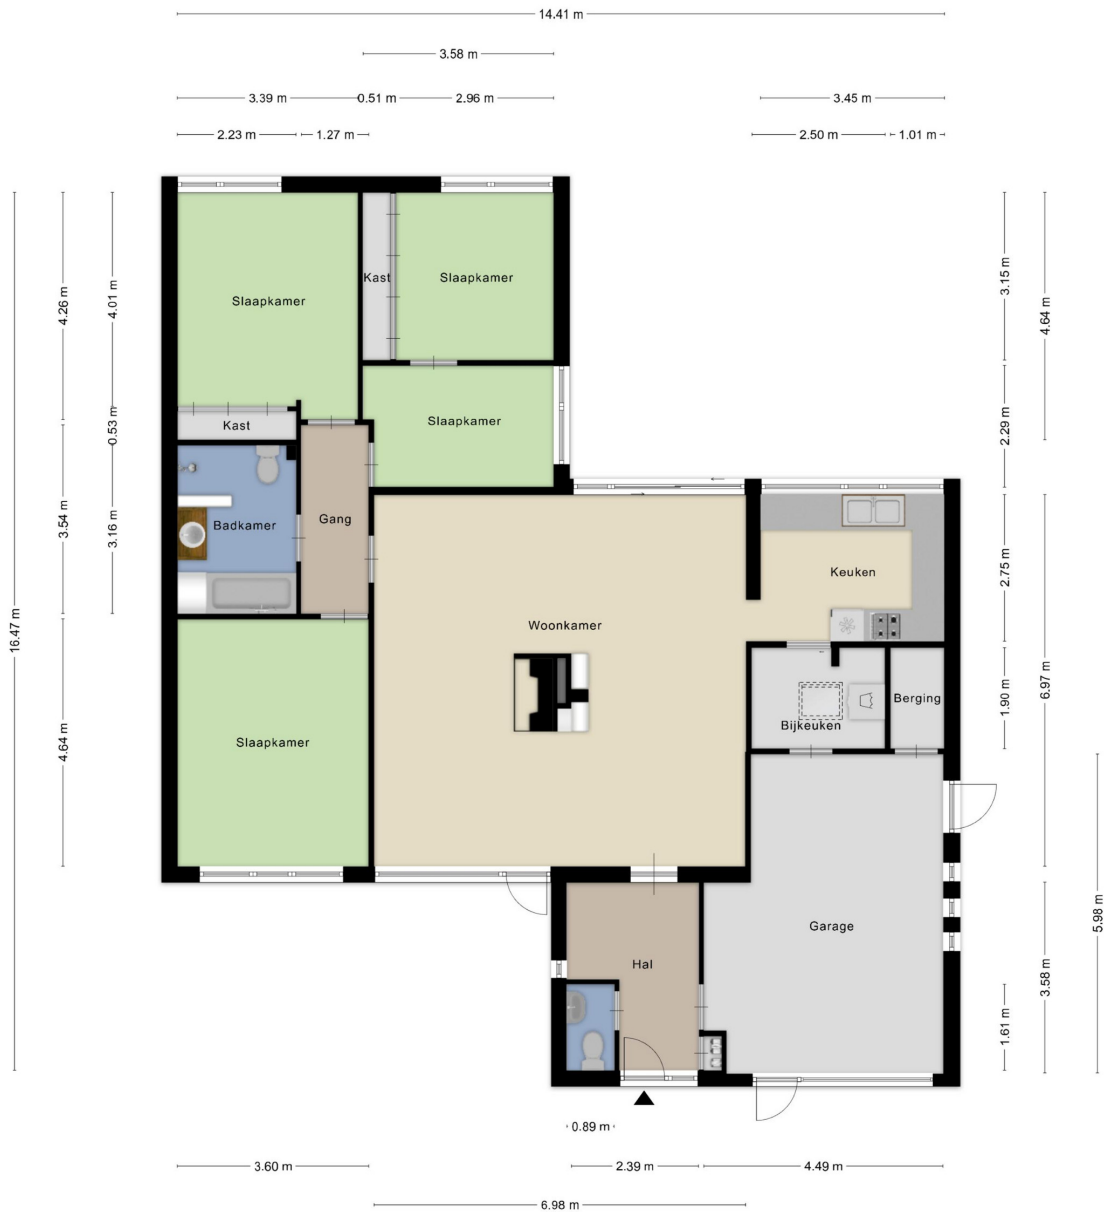 14.41 m
3.58 m
3.39 m 0.51 m 2.96 m 3.45 m
2.23 m 1.27 m 2.50 m 1.01 m
16.47 m
4.26 m
3.54 m
4.64 m
4.01 m
0.53 m
3.16 m
Slaapkamer
Kast
Slaapkamer
Kast
Slaapkamer
Badkamer
Gang
Keuken
Woonkamer
Slaapkamer
Bijkeuken
Berging
Garage
Hal
3.15 m
2.29 m
2.75 m
1.90 m
1.61 m
4.64 m
6.97 m
3.58 m
5.98 m
0.89 m
3.60 m 2.39 m 4.49 m
6.98 m